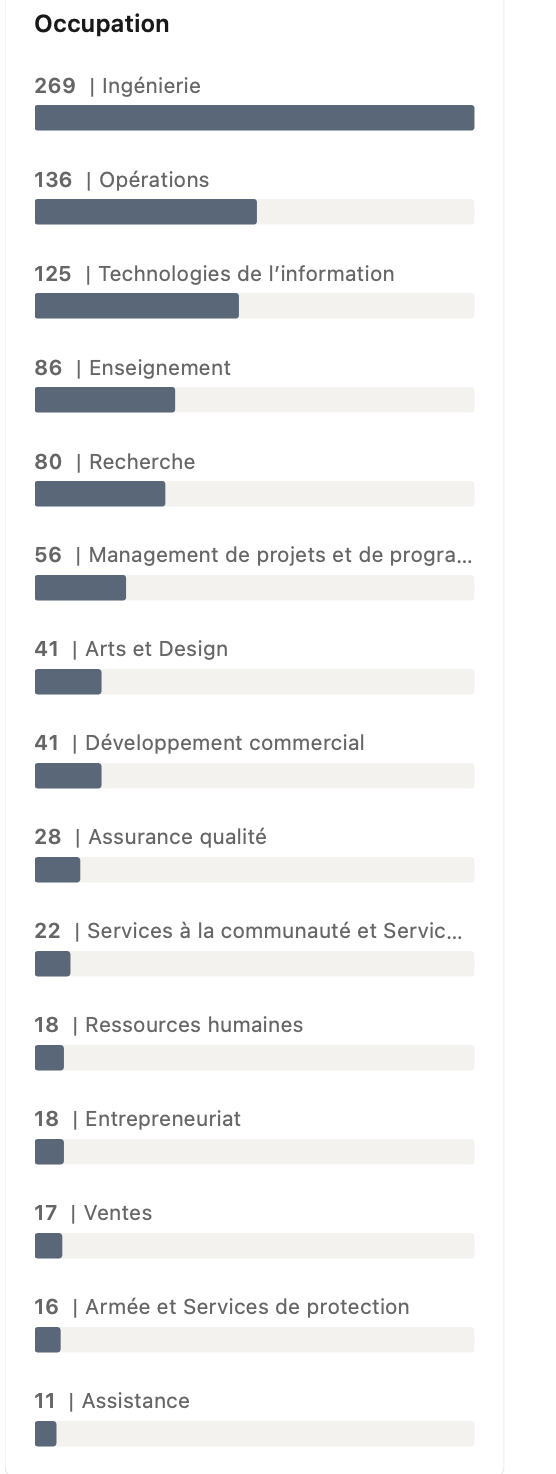 Occupation
269 | Ingénierie
136 | Opérations
125 | Technologies de l’information
86 | Enseignement
80 | Recherche
56 | Management de projets et de progra...
41 | Arts et Design
41 | Développement commercial
28 | Assurance qualité
22 | Services à la communauté et Servic...
18 | Ressources humaines
18 | Entrepreneuriat
17 | Ventes
16 | Armée et Services de protection
11 | Assistance